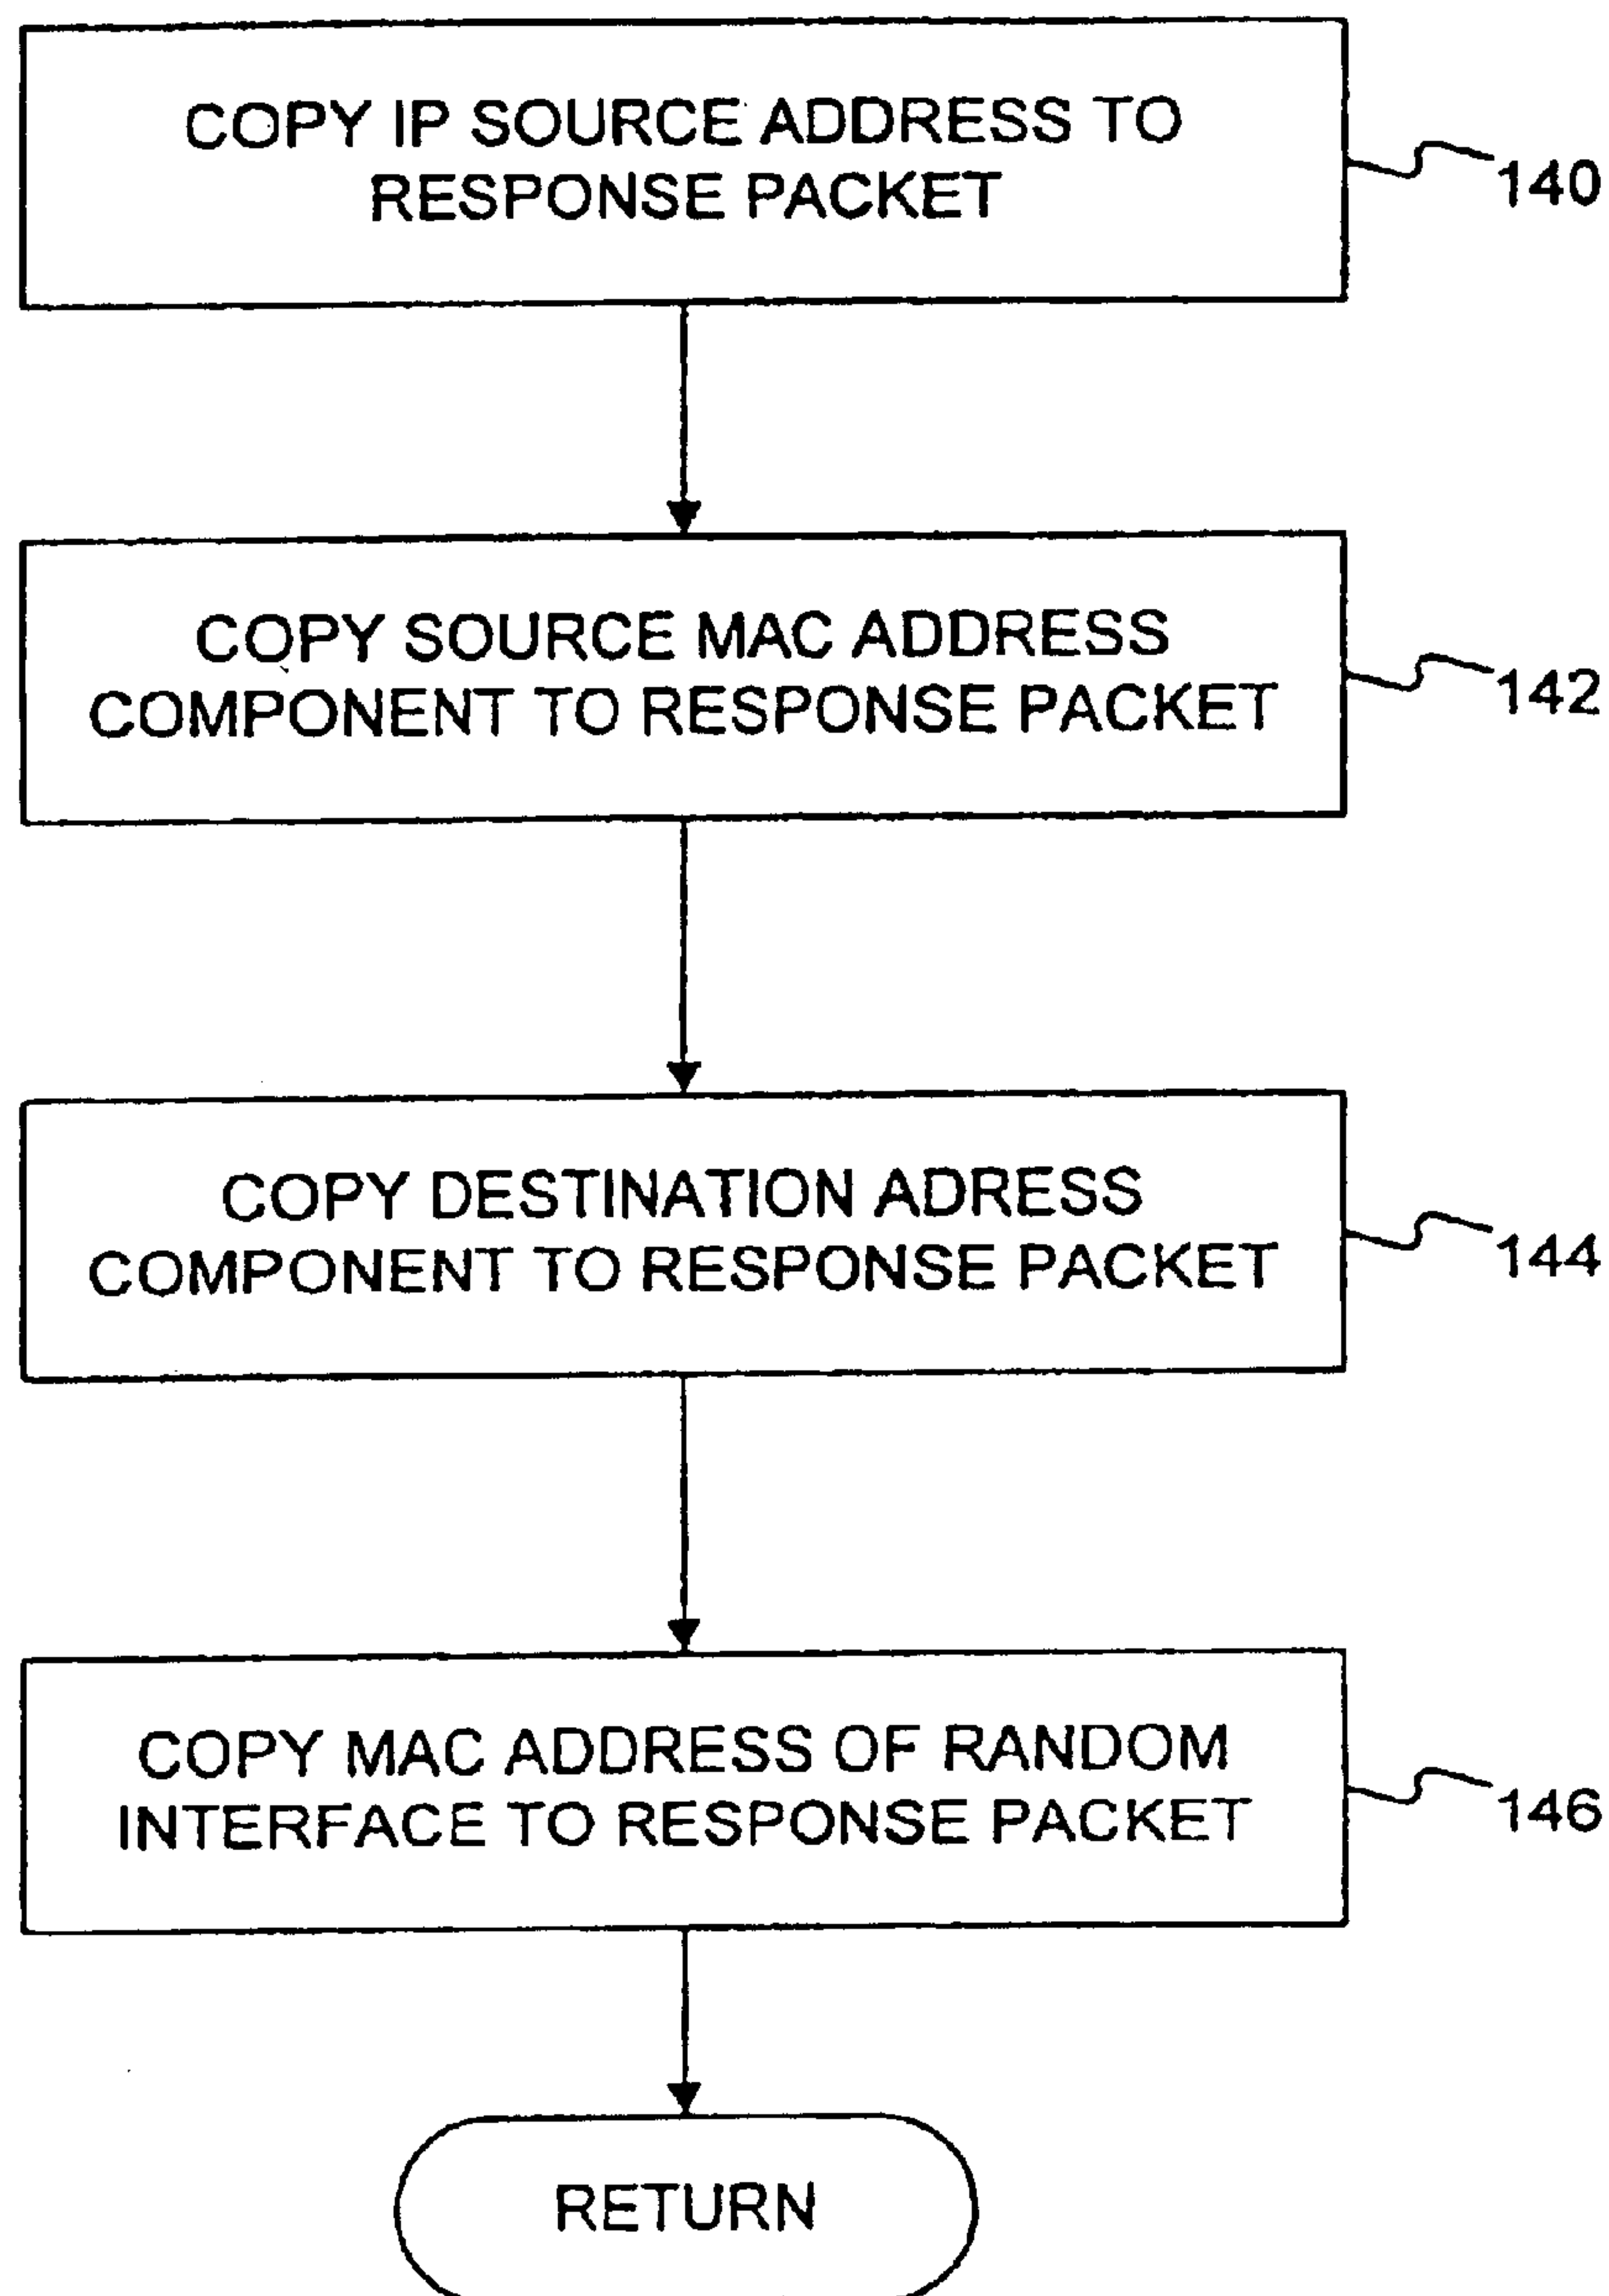 COPY IP SOURCE ADDRESS TO
RESPONSE PACKET
140
COPY SOURCE MAC ADDRESS
COMPONENT TO RESPONSE PACKET
142
COPY DESTINATION ADRESS
COMPONENT TO RESPONSE PACKET
144
COPY MAC ADDRESS OF RANDOM
INTERFACE TO RESPONSE PACKET
146
RETURN